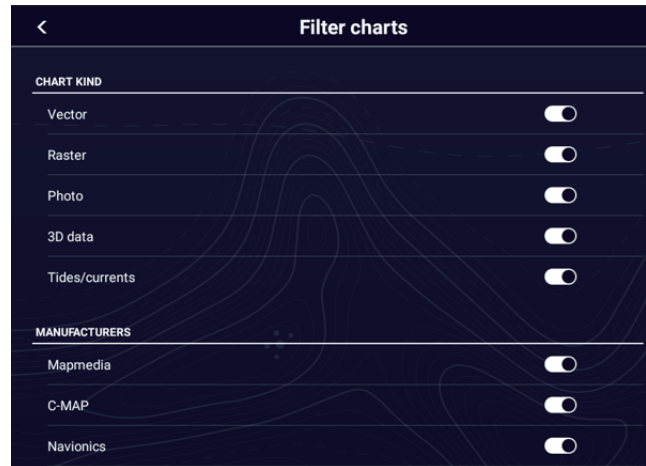 Filter charts
CHART KIND
Vector
Raster
Photo
3D data
Tides/currents
MANUFACTURERS
Mapmedia
C-MAP
Navionics